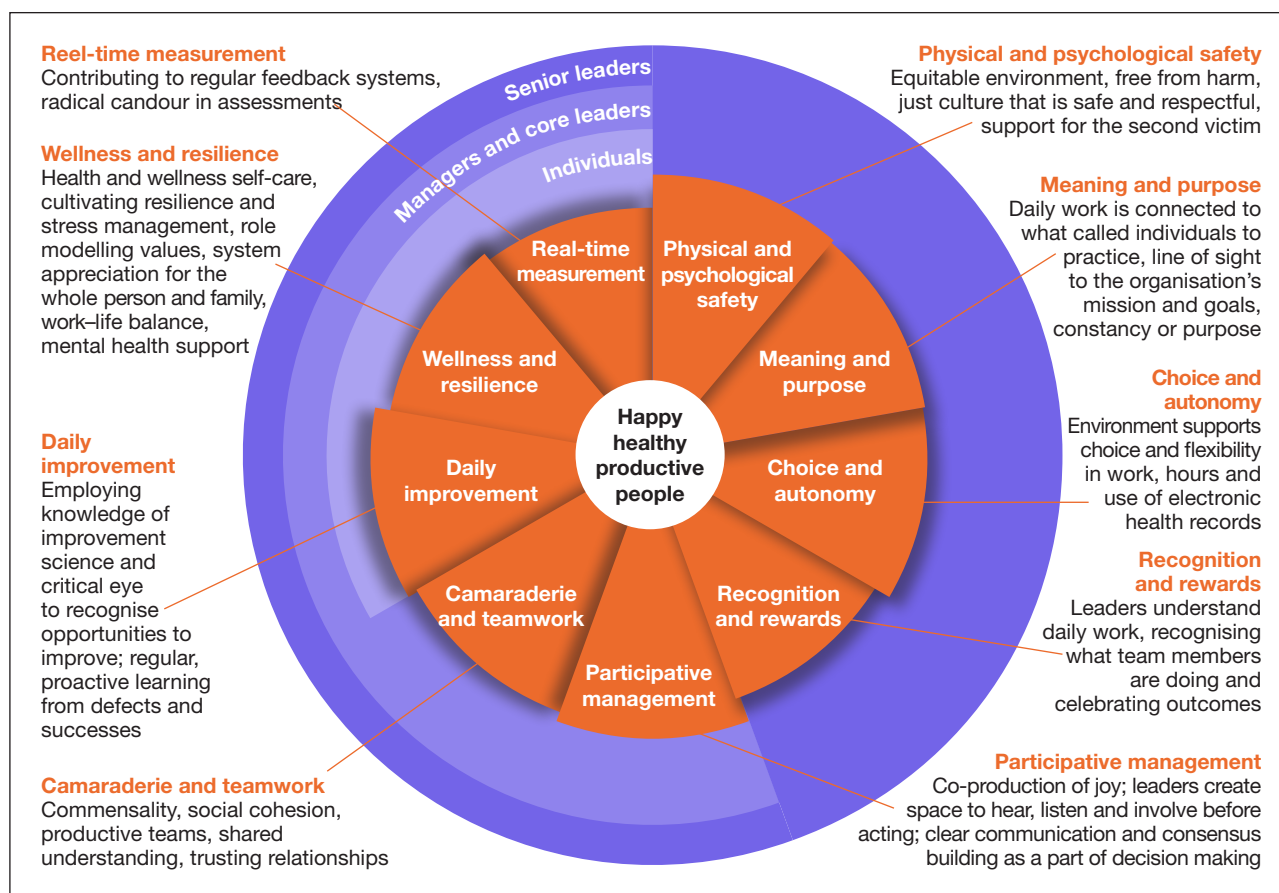 Reel-time measurement
Contributing to regular feedback systems,
radical candour in assessments
Wellness and resilience
Health and wellness self-care,
cultivating resilience and
stress management, role
modelling values, system
appreciation for the
whole person and family,
work–life balance,
mental health support
Daily
improvement
Employing
knowledge of
improvement
science and
critical eye
to recognise
opportunities to
improve; regular,
proactive learning
from defects and
successes
Camaraderie and teamwork
Commensality, social cohesion,
productive teams, shared
understanding, trusting relationships
Senior leaders
Managers and core leaders
Individuals
Real-time
measurement
Physical and
psychological
safety
Wellness and
resilience
Meaning and
purpose
Happy
healthy
productive
people
Daily
improvement
Choice and
autonomy
Camaraderie
and teamwork
Recognition
and rewards
Participative
management
Physical and psychological safety
Equitable environment, free from harm,
just culture that is safe and respectful,
support for the second victim
Meaning and purpose
Daily work is connected to
what called individuals to
practice, line of sight
to the organisation’s
mission and goals,
constancy or purpose
Choice and
autonomy
Environment supports
choice and flexibility
in work, hours and
use of electronic
health records
Recognition
and rewards
Leaders understand
daily work, recognising
what team members
are doing and
celebrating outcomes
Participative management
Co-production of joy; leaders create
space to hear, listen and involve before
acting; clear communication and consensus
building as a part of decision making